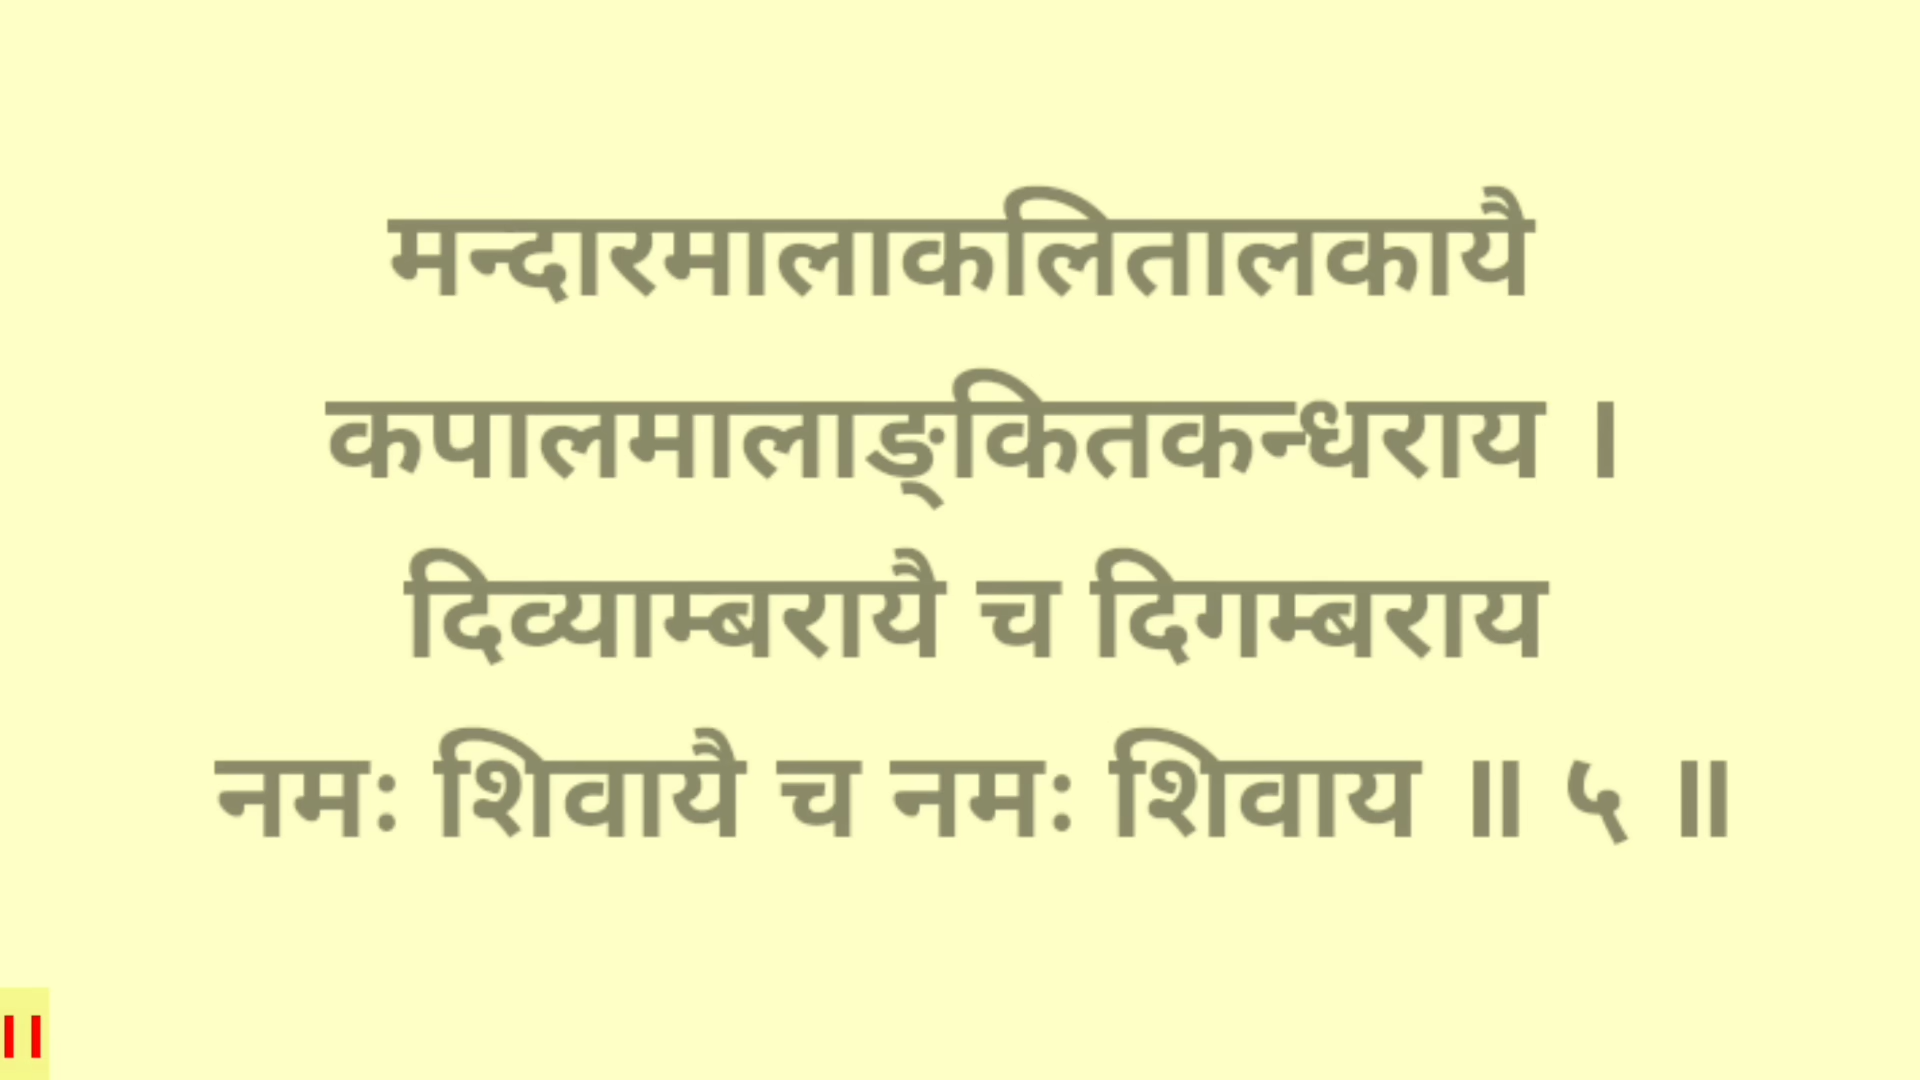 मन्दारमालाकलितालकायै
कपालमालाङ्कितकन्धराय ।
दिव्याम्बरायै च दिगम्बराय
नमः शिवायै च नमः शिवाय ॥ ५ ॥